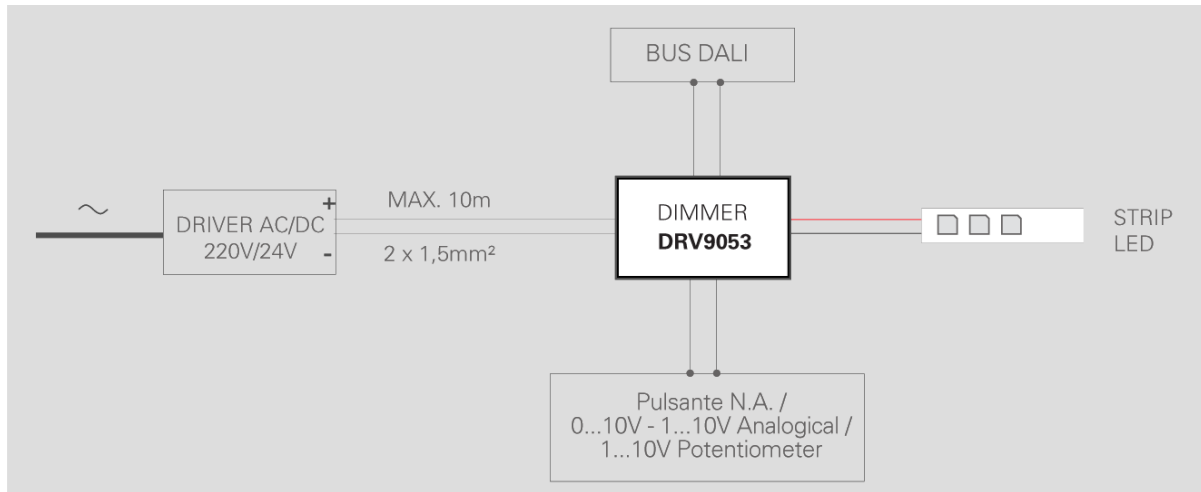 BUS DALI
~
DRIVER AC/DC
220V/24V
+
-
MAX. 10m
2 x 1,5mm²
DIMMER
DRV9053
STRIP
LED
Pulsante N.A. /
0...10V - 1...10V Analogical /
1...10V Potentiometer